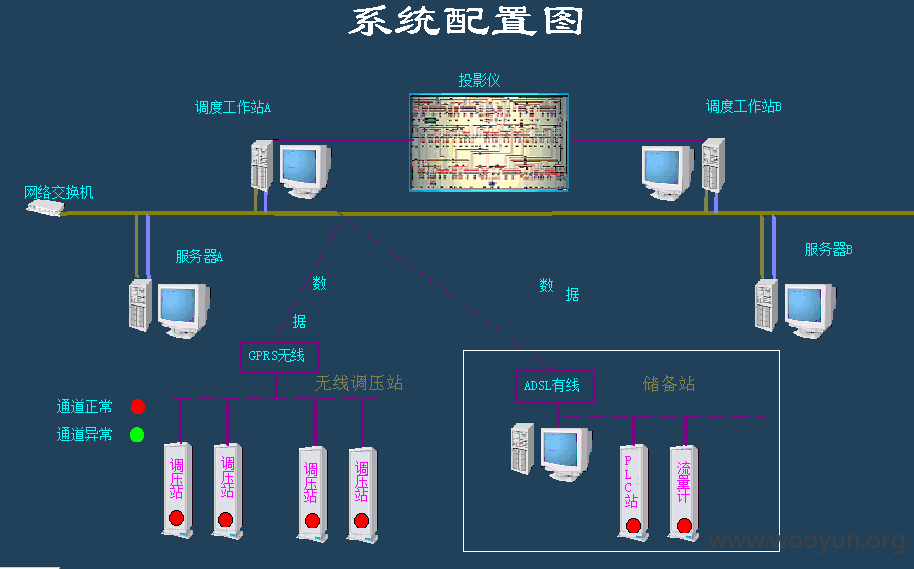 系统配置图
投影仪
调度工作站A
调度工作站B
网络交换机
服务器A
服务器B
数据
数据
GPRS无线
无线调压站
ADSL有线
储备站
通道正常
通道异常
调压站
调压站
调压站
调压站
PLC站
流量计
www.wooyun.org